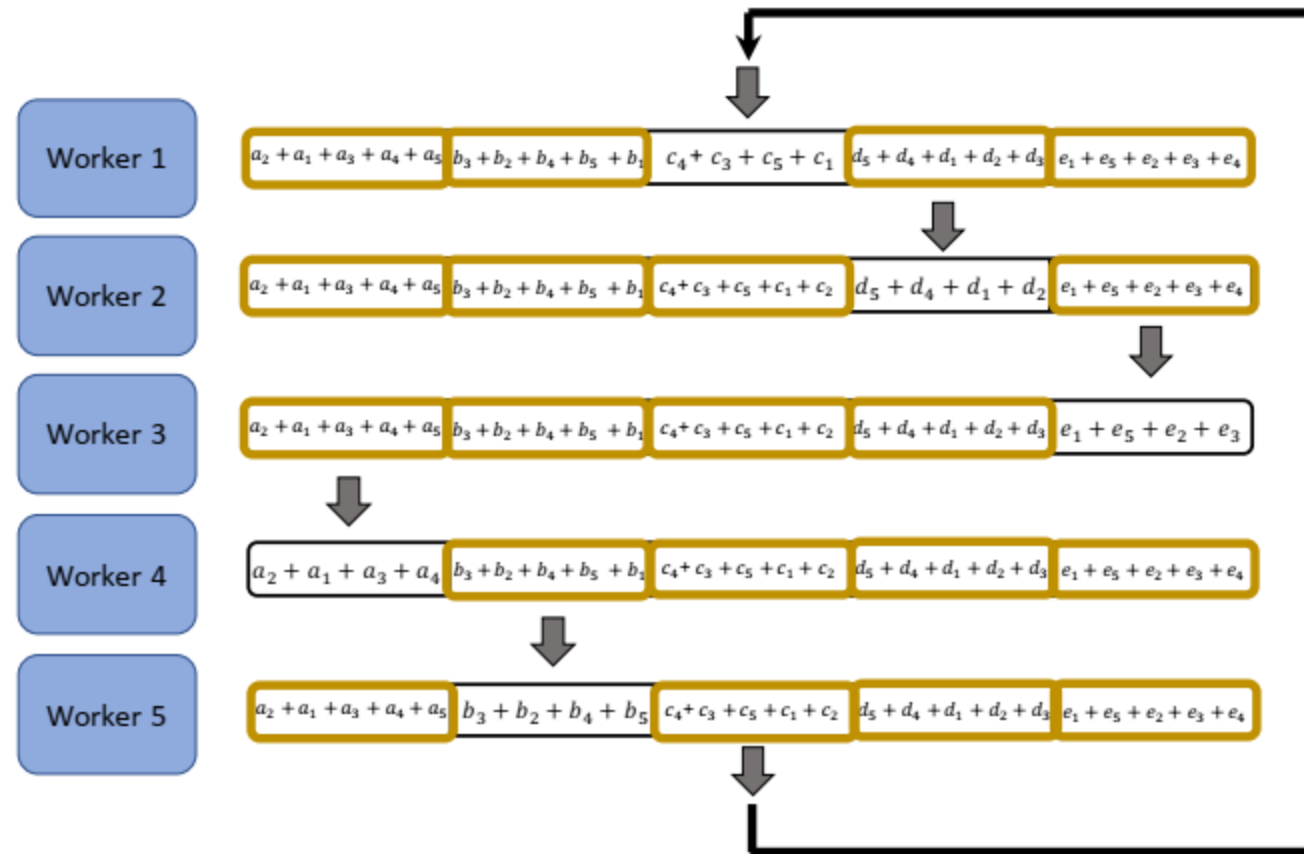 Worker 1
a₂ + a₁ + a₃ + a₄ + a₅ b₃ + b₂ + b₄ + b₅ + b₁ c₄ + c₃ + c₅ + c₁ d₅ + d₄ + d₁ + d₂ + d₃ e₁ + e₅ + e₂ + e₃ + e₄
Worker 2
a₂ + a₁ + a₃ + a₄ + a₅ b₃ + b₂ + b₄ + b₅ + b₁ c₄ + c₃ + c₅ + c₁ + c₂ d₅ + d₄ + d₁ + d₂ e₁ + e₅ + e₂ + e₃ + e₄
Worker 3
a₂ + a₁ + a₃ + a₄ + a₅ b₃ + b₂ + b₄ + b₅ + b₁ c₄ + c₃ + c₅ + c₁ + c₂ d₅ + d₄ + d₁ + d₂ + d₃ e₁ + e₅ + e₂ + e₃
Worker 4
a₂ + a₁ + a₃ + a₄ b₃ + b₂ + b₄ + b₅ + b₁ c₄ + c₃ + c₅ + c₁ + c₂ d₅ + d₄ + d₁ + d₂ + d₃ e₁ + e₅ + e₂ + e₃ + e₄
Worker 5
a₂ + a₁ + a₃ + a₄ + a₅ b₃ + b₂ + b₄ + b₅ c₄ + c₃ + c₅ + c₁ + c₂ d₅ + d₄ + d₁ + d₂ + d₃ e₁ + e₅ + e₂ + e₃ + e₄